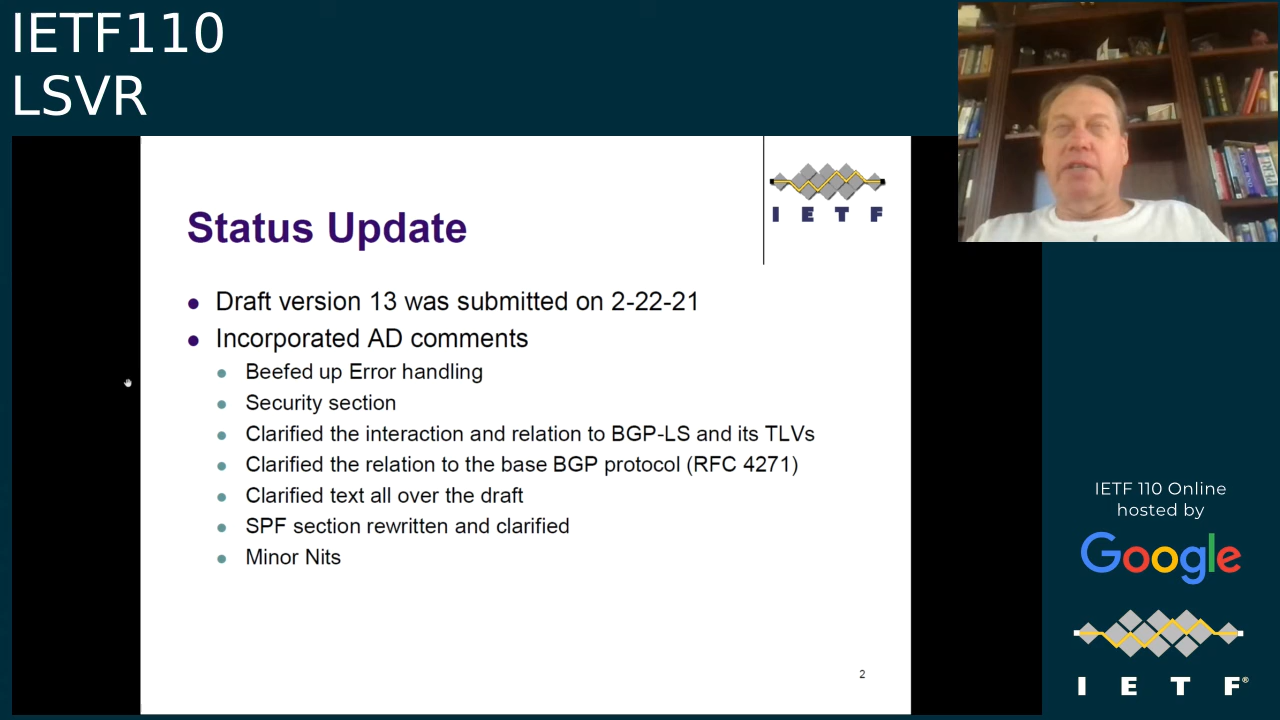 IETF110
LSVR
I E T F
Status Update
Draft version 13 was submitted on 2-22-21
Incorporated AD comments
Beefed up Error handling
Security section
Clarified the interaction and relation to BGP-LS and its TLVs
Clarified the relation to the base BGP protocol (RFC 4271)
Clarified text all over the draft
SPF section rewritten and clarified
Minor Nits
2
IETF 110 Online
hosted by
Google
I E T F®